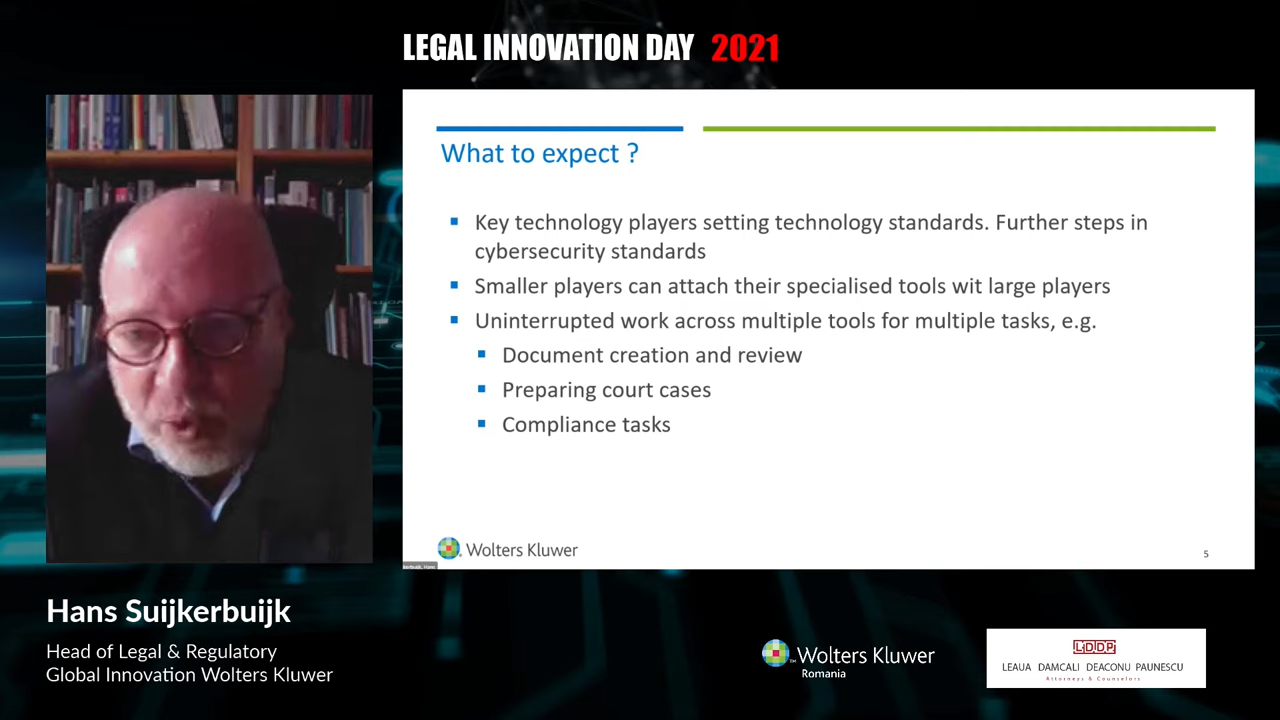 LEGAL INNOVATION DAY 2021
What to expect ?
Key technology players setting technology standards. Further steps in
cybersecurity standards
Smaller players can attach their specialised tools wit large players
Uninterrupted work across multiple tools for multiple tasks, e.g.
Document creation and review
Preparing court cases
Compliance tasks
Wolters Kluwer
5
Hans Suijkerbuijk
Head of Legal & Regulatory
Global Innovation Wolters Kluwer
Wolters Kluwer
Romania
LDDP
LEAUA DAMCALI DEACONU PAUNESCU
Attorneys & Counselors